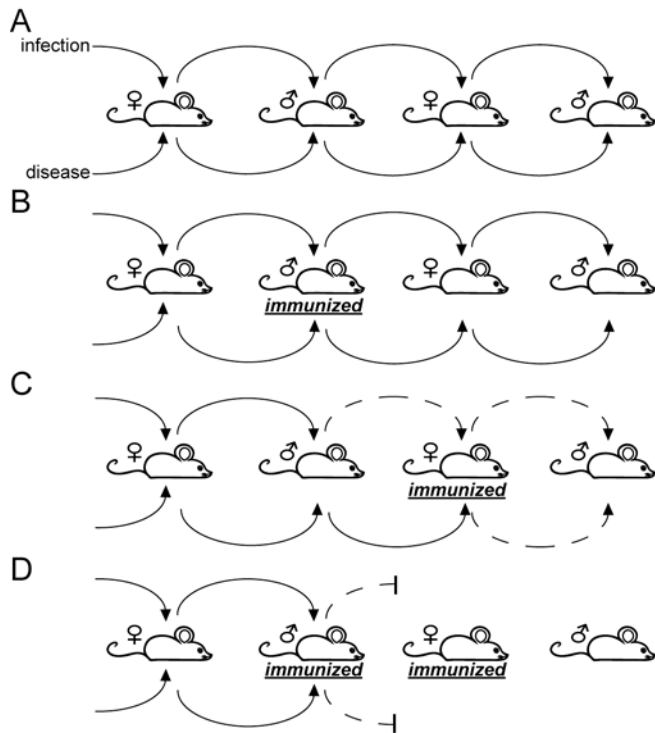 A
infection
♀ ♂ ♀ ♂
disease
B
♀ ♂ ♀ ♂
immunized
C
♀ ♂ ♀ ♂
immunized
D
♀ ♂ ♀ ♂
immunized immunized